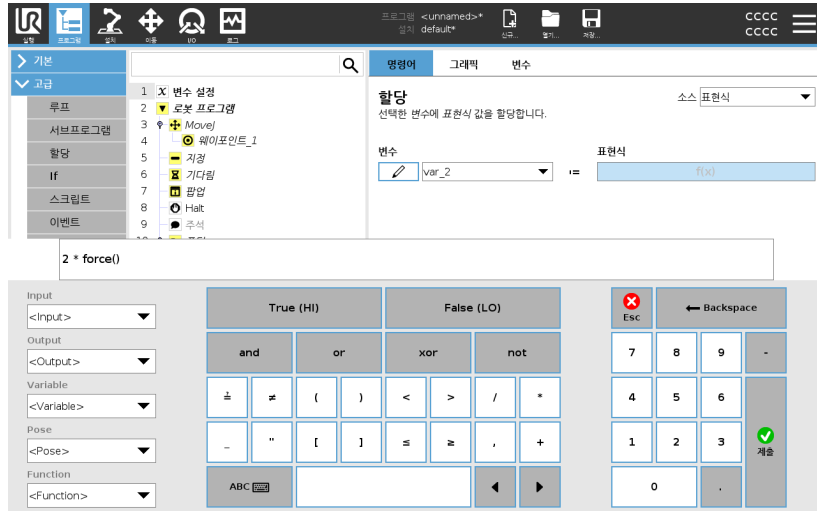 실행
프로그램
설치
이동
I/O
로그
프로그램 <unnamed>*
설치 default*
신규...
열기...
저장...
cccc
cccc
기본
고급
루프
서브프로그램
할당
If
스크립트
이벤트
1 X 변수 설정
2 로봇 프로그램
3 MoveJ
4 웨이포인트_1
5 지정
6 기다림
7 팝업
8 Halt
9 주석
명령어 그래픽 변수
할당
소스 표현식
선택한 변수에 표현식 값을 할당합니다.
변수 표현식
var_2 := f(x)
2 * force()
Input
<Input>
Output
<Output>
Variable
<Variable>
Pose
<Pose>
Function
<Function>
True (HI) False (LO)
and or xor not
≟ ≠ ( ) < > / *
_ " [ ] ≤ ≥ , +
ABC
Esc ← Backspace
7 8 9 -
4 5 6
1 2 3
제출
0 .